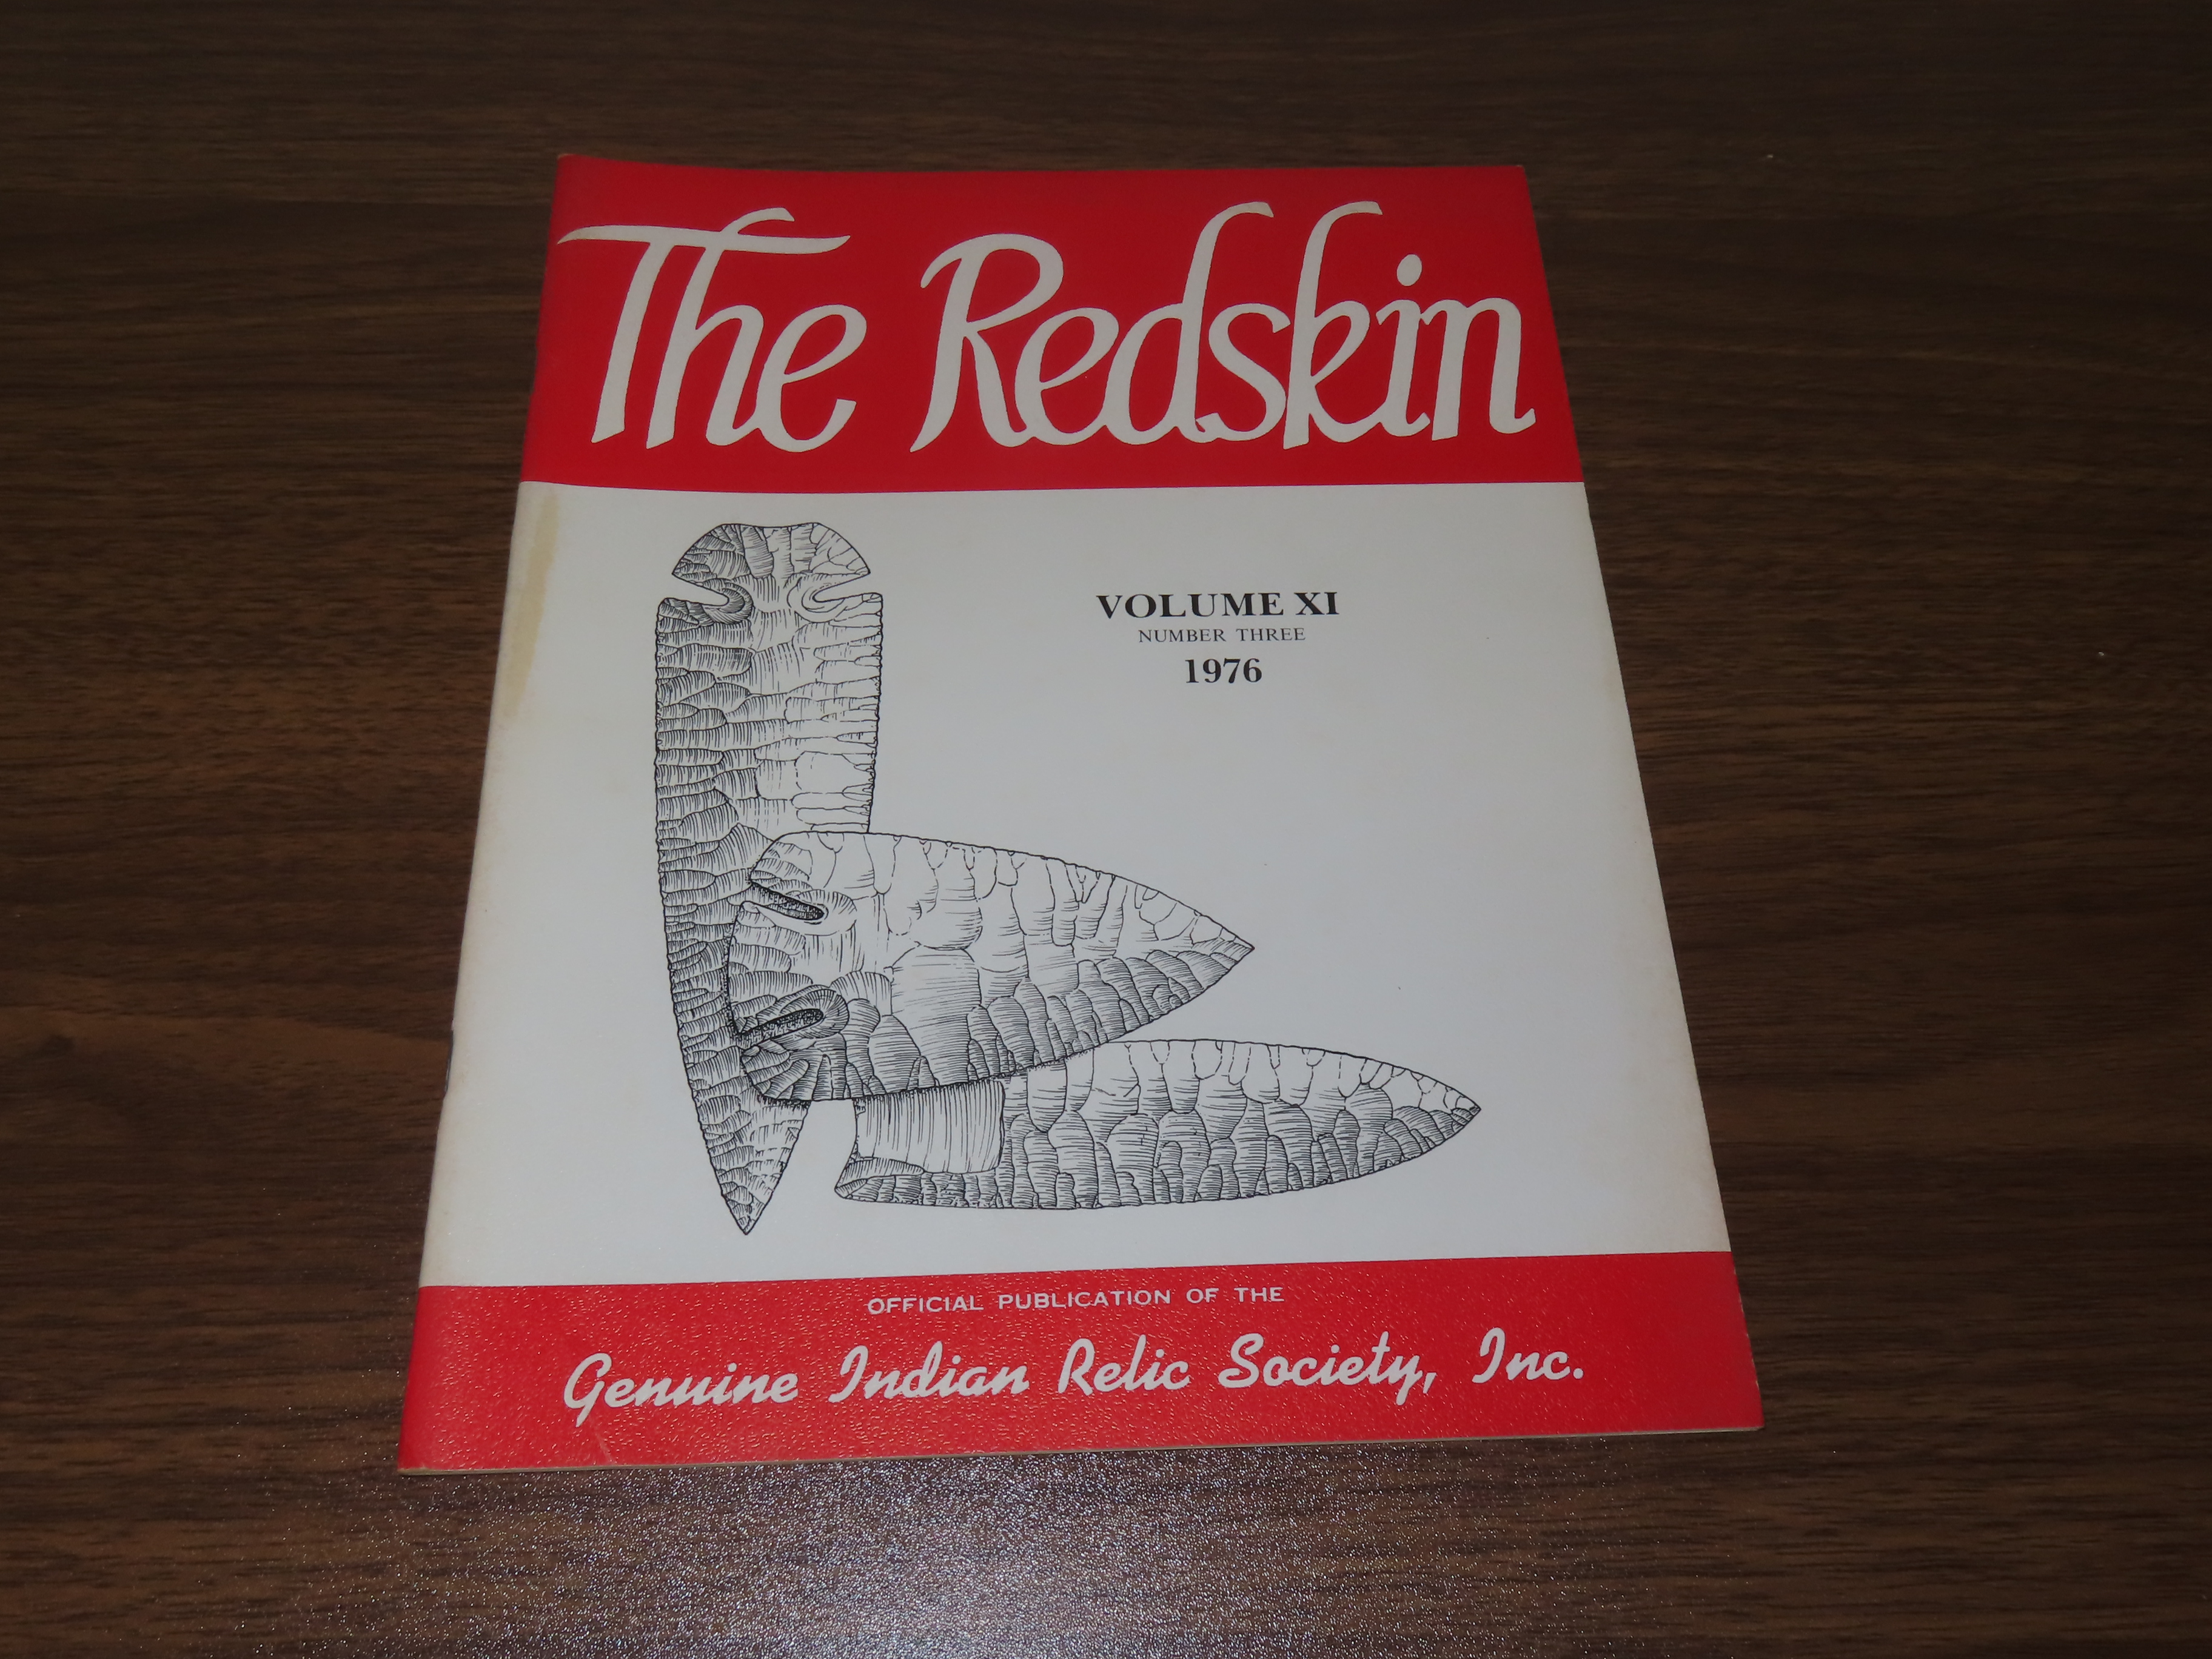 The Redskin
VOLUME XI
NUMBER THREE
1976
OFFICIAL PUBLICATION OF THE
Genuine Indian Relic Society, Inc.